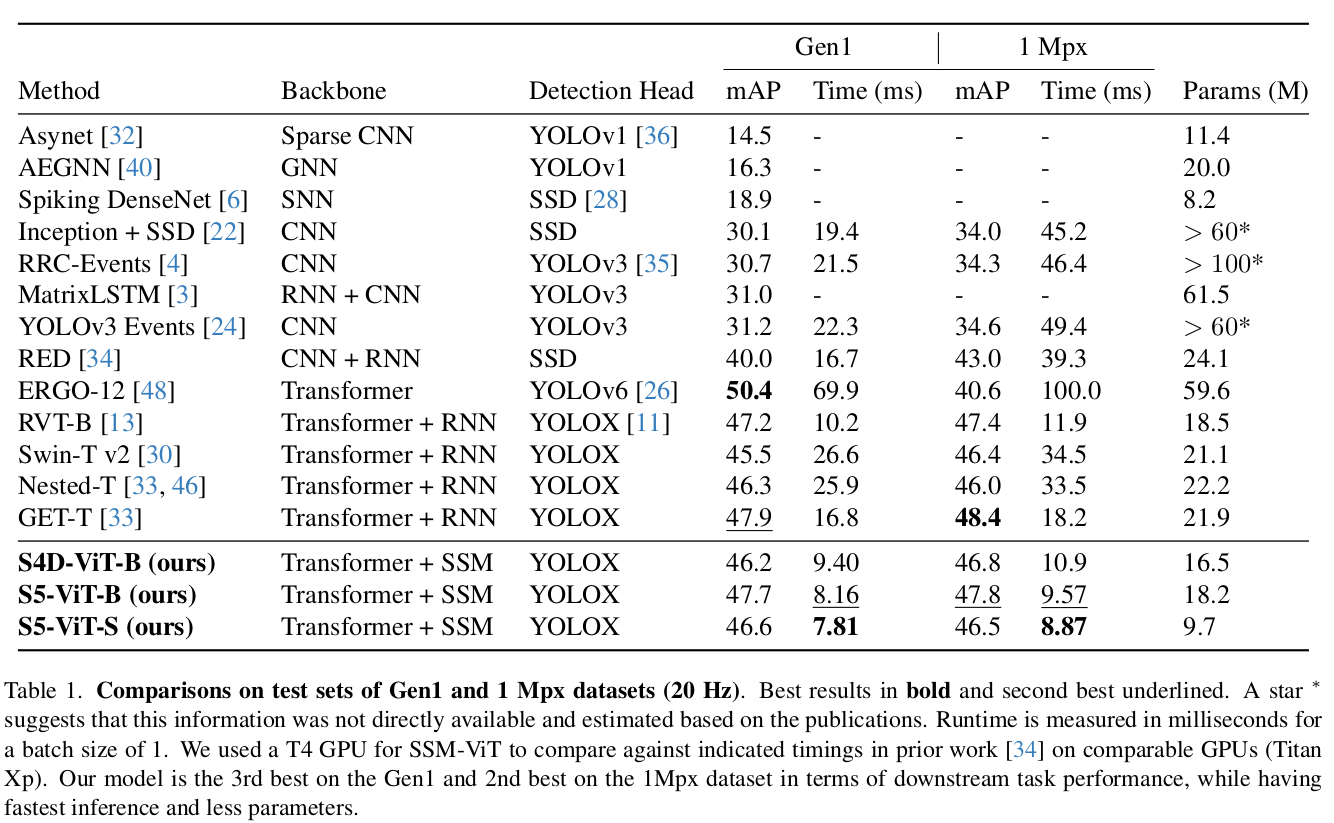 Gen1 1 Mpx
Method Backbone Detection Head mAP Time (ms) mAP Time (ms) Params (M)
Asynet [32] Sparse CNN YOLOv1 [36] 14.5 - - - 11.4
AEGNN [40] GNN YOLOv1 16.3 - - - 20.0
Spiking DenseNet [6] SNN SSD [28] 18.9 - - - 8.2
Inception + SSD [22] CNN SSD 30.1 19.4 34.0 45.2 > 60*
RRC-Events [4] CNN YOLOv3 [35] 30.7 21.5 34.3 46.4 > 100*
MatrixLSTM [3] RNN + CNN YOLOv3 31.0 - - - 61.5
YOLOv3 Events [24] CNN YOLOv3 31.2 22.3 34.6 49.4 > 60*
RED [34] CNN + RNN SSD 40.0 16.7 43.0 39.3 24.1
ERGO-12 [48] Transformer YOLOv6 [26] 50.4 69.9 40.6 100.0 59.6
RVT-B [13] Transformer + RNN YOLOX [11] 47.2 10.2 47.4 11.9 18.5
Swin-T v2 [30] Transformer + RNN YOLOX 45.5 26.6 46.4 34.5 21.1
Nested-T [33, 46] Transformer + RNN YOLOX 46.3 25.9 46.0 33.5 22.2
GET-T [33] Transformer + RNN YOLOX 47.9 16.8 48.4 18.2 21.9
S4D-ViT-B (ours) Transformer + SSM YOLOX 46.2 9.40 46.8 10.9 16.5
S5-ViT-B (ours) Transformer + SSM YOLOX 47.7 8.16 47.8 9.57 18.2
S5-ViT-S (ours) Transformer + SSM YOLOX 46.6 7.81 46.5 8.87 9.7
Table 1. Comparisons on test sets of Gen1 and 1 Mpx datasets (20 Hz). Best results in bold and second best underlined. A star *
suggests that this information was not directly available and estimated based on the publications. Runtime is measured in milliseconds for
a batch size of 1. We used a T4 GPU for SSM-ViT to compare against indicated timings in prior work [34] on comparable GPUs (Titan
Xp). Our model is the 3rd best on the Gen1 and 2nd best on the 1Mpx dataset in terms of downstream task performance, while having
fastest inference and less parameters.